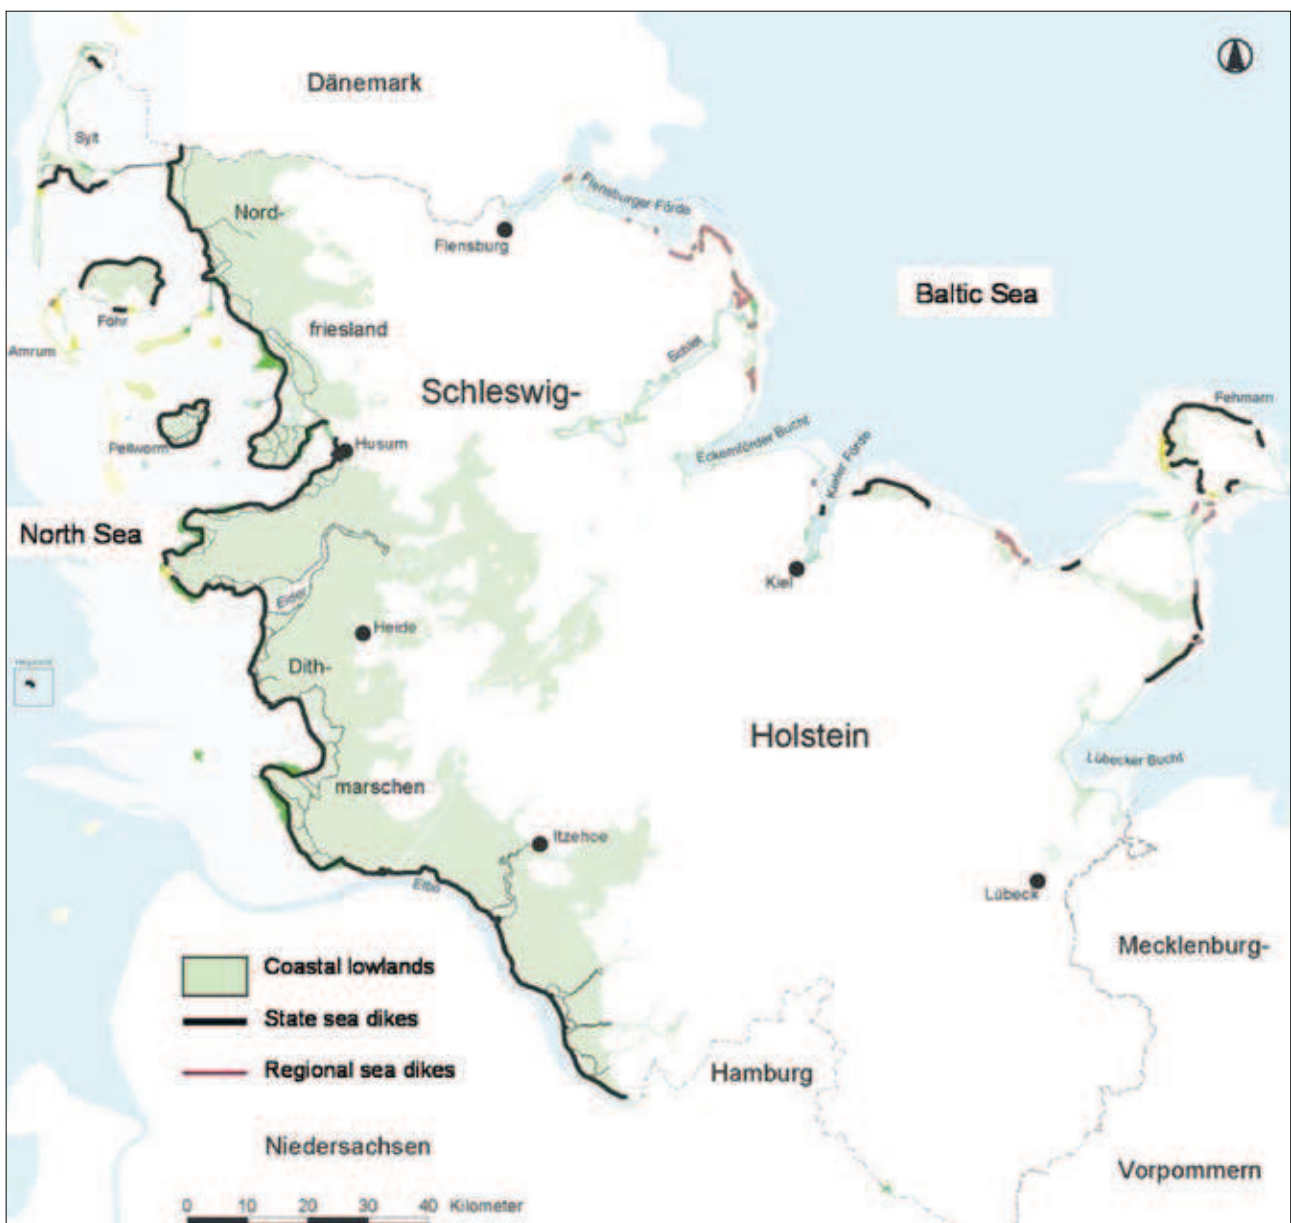 Dänemark
Sylt
Nord-
Flensburger Förde
Flensburg
Baltic Sea
Föhr
friesland
Amrum
Schlei
Schleswig-
Fehmarn
Pellworm
Husum
Eckernförder Bucht
Kieler Förde
North Sea
Kiel
Eider
Heide
Dith-
Holstein
Lübecker Bucht
marschen
Itzehoe
Elbe
Lübeck
Mecklenburg-
Coastal lowlands
State sea dikes
Regional sea dikes
Hamburg
Niedersachsen
Vorpommern
0 10 20 30 40 Kilometer